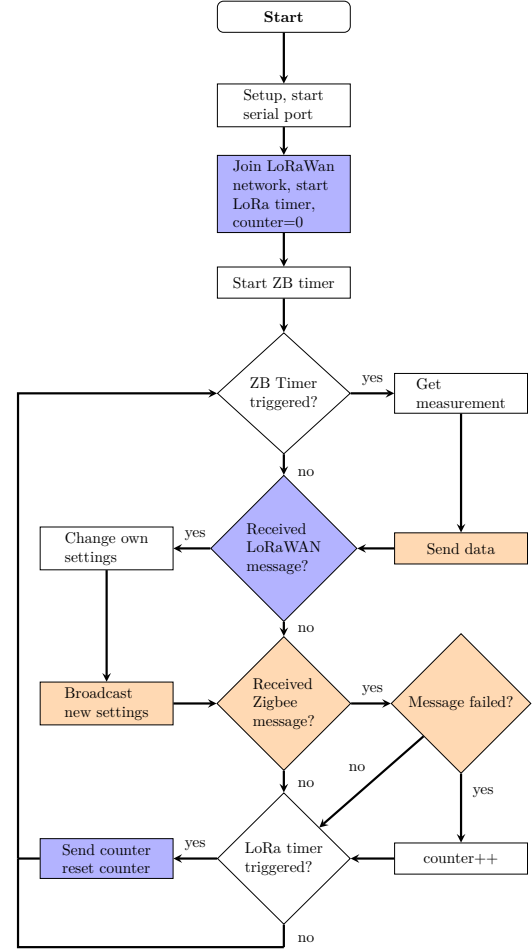 Start
Setup, start
serial port
Join LoRaWan
network, start
LoRa timer,
counter=0
Start ZB timer
ZB Timer
triggered?
yes
Get
measurement
no
Change own
settings
yes
Received
LoRaWAN
message?
Send data
no
Broadcast
new settings
Received
Zigbee
message?
yes
Message failed?
no
no
yes
Send counter
reset counter
yes
LoRa timer
triggered?
counter++
no